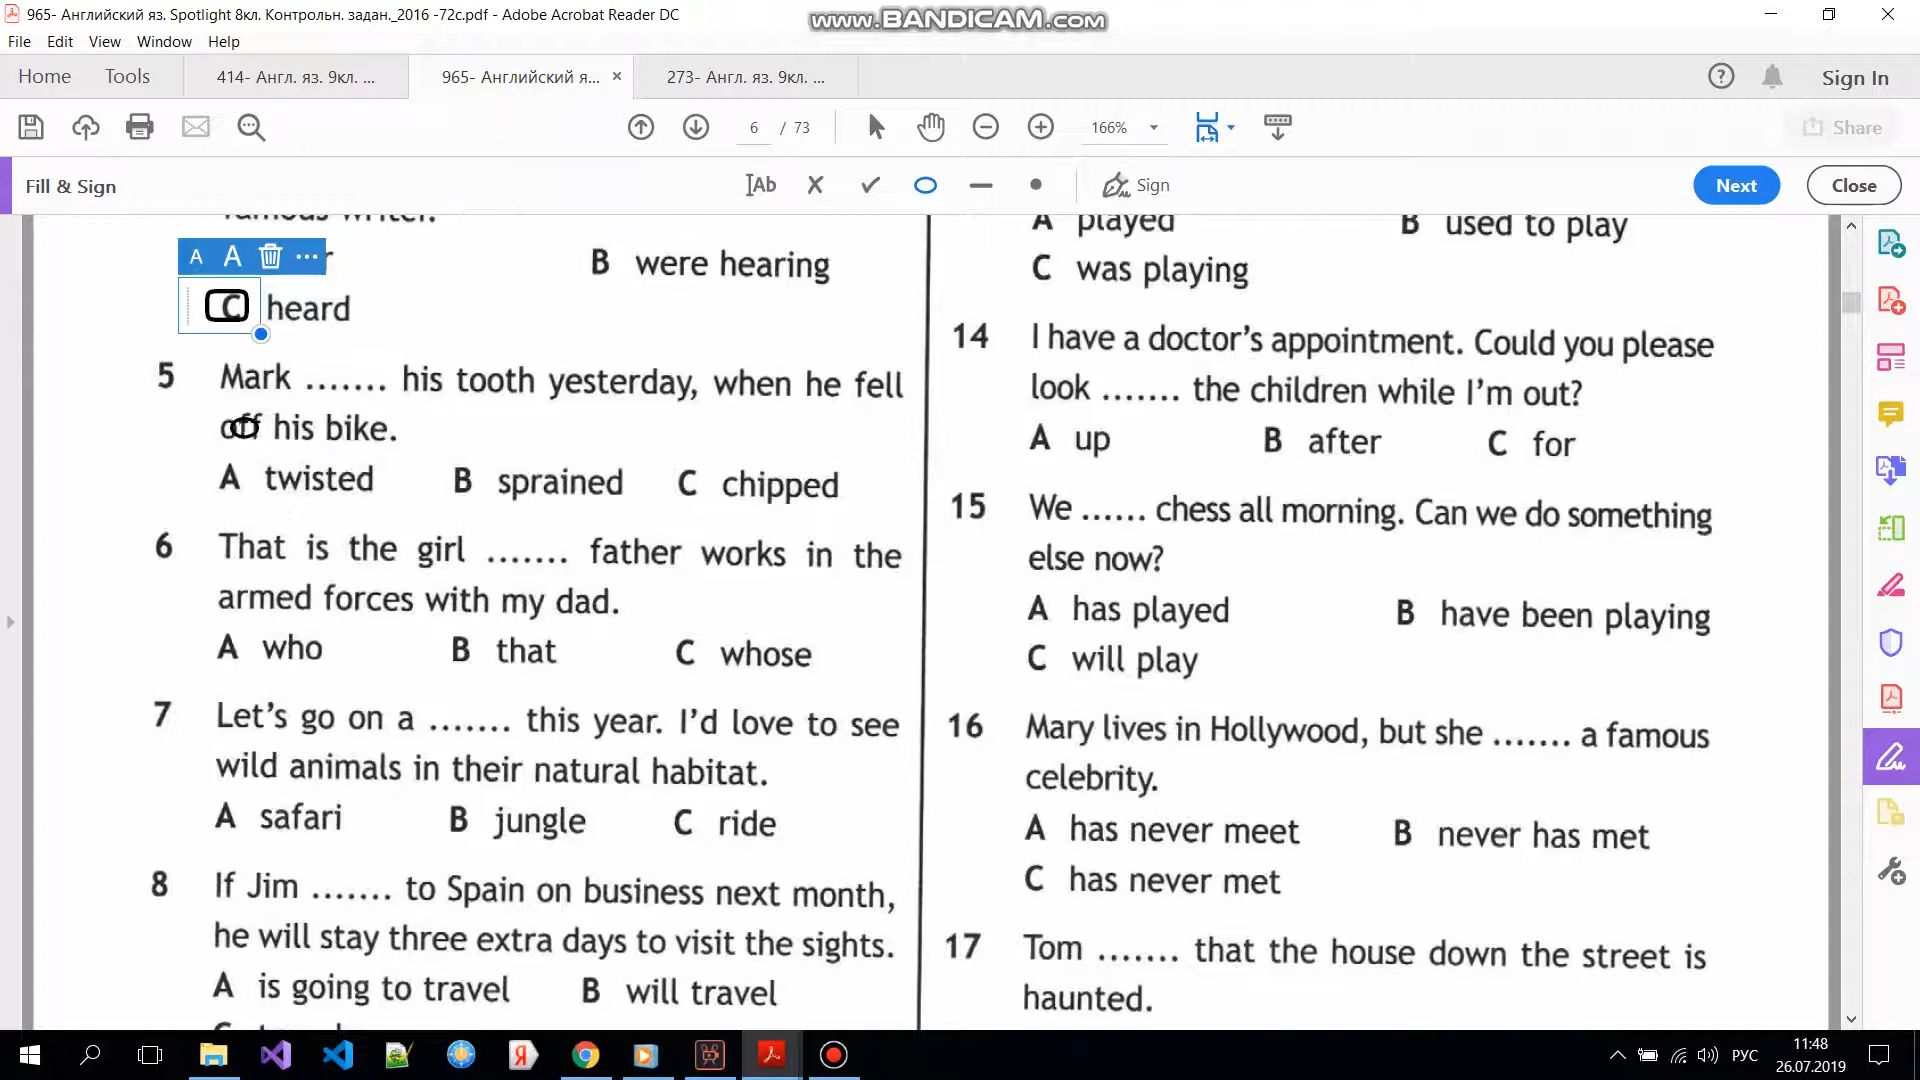 965- Английский яз. Spotlight 8кл. Контрольн. задан._2016 -72с.pdf - Adobe Acrobat Reader DC
www.BANDICAM.com
File Edit View Window Help
Home Tools 414- Англ. яз. 9кл. ... 965- Английский я... × 273- Англ. яз. 9кл. ... Sign In
6 / 73 166% Share
Fill & Sign Ab Sign Next Close
famous writer.
A A ...
B were hearing
C heard
5 Mark ....... his tooth yesterday, when he fell
off his bike.
A twisted B sprained C chipped
6 That is the girl ....... father works in the
armed forces with my dad.
A who B that C whose
7 Let's go on a ....... this year. I'd love to see
wild animals in their natural habitat.
A safari B jungle C ride
8 If Jim ....... to Spain on business next month,
he will stay three extra days to visit the sights.
A is going to travel B will travel
A played B used to play
C was playing
14 I have a doctor's appointment. Could you please
look ....... the children while I'm out?
A up B after C for
15 We ...... chess all morning. Can we do something
else now?
A has played B have been playing
C will play
16 Mary lives in Hollywood, but she ....... a famous
celebrity.
A has never meet B never has met
C has never met
17 Tom ....... that the house down the street is
haunted.
РУС
11:48
26.07.2019